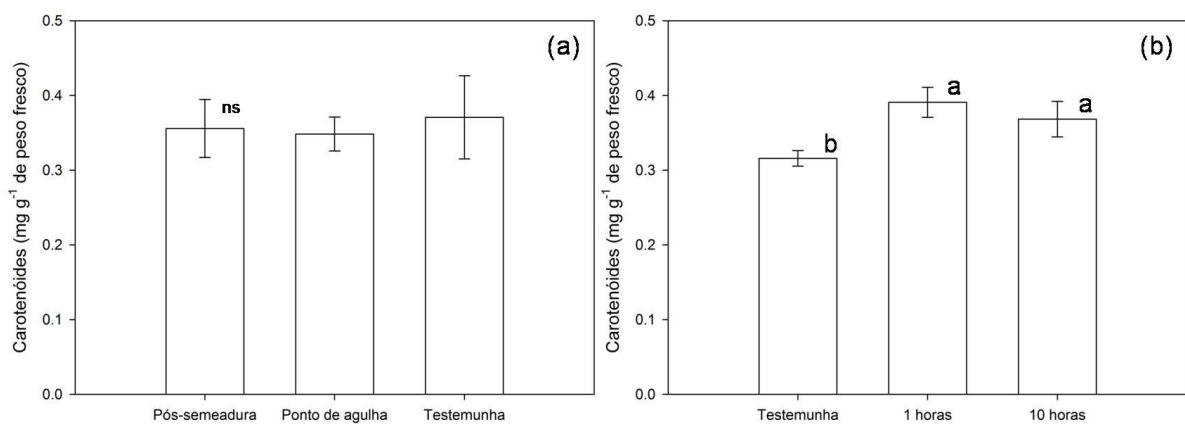 (a)
Carotenóides (mg g⁻¹ de peso fresco)
0.5
0.4
0.3
0.2
0.1
0.0
ns
Pós-semeadura Ponto de agulha Testemunha
(b)
Carotenóides (mg g⁻¹ de peso fresco)
0.5
0.4
0.3
0.2
0.1
0.0
b
a
a
Testemunha 1 horas 10 horas